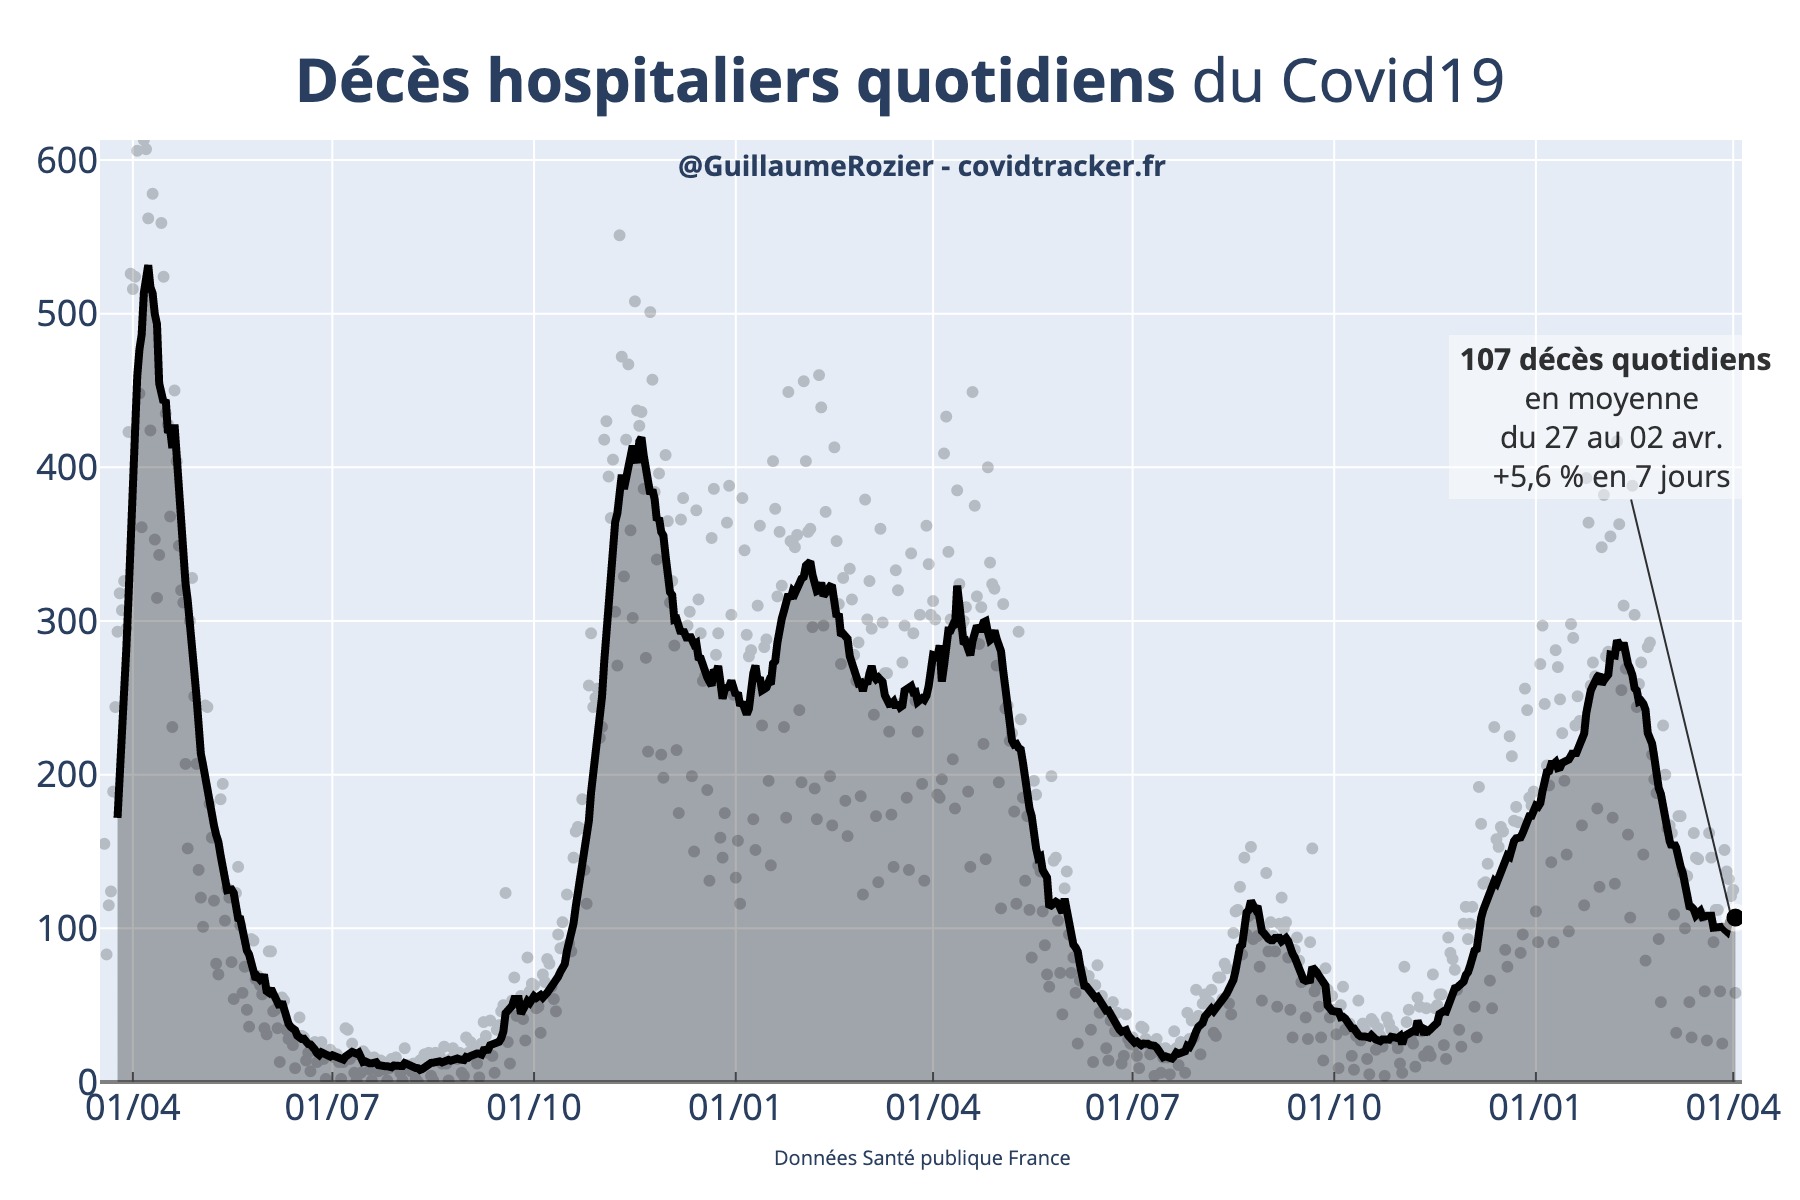 Décès hospitaliers quotidiens du Covid19
@GuillaumeRozier - covidtracker.fr
600
500
400
300
200
100
0
107 décès quotidiens
en moyenne
du 27 au 02 avr.
+5,6 % en 7 jours
01/04 01/07 01/10 01/01 01/04 01/07 01/10 01/01 01/04
Données Santé publique France